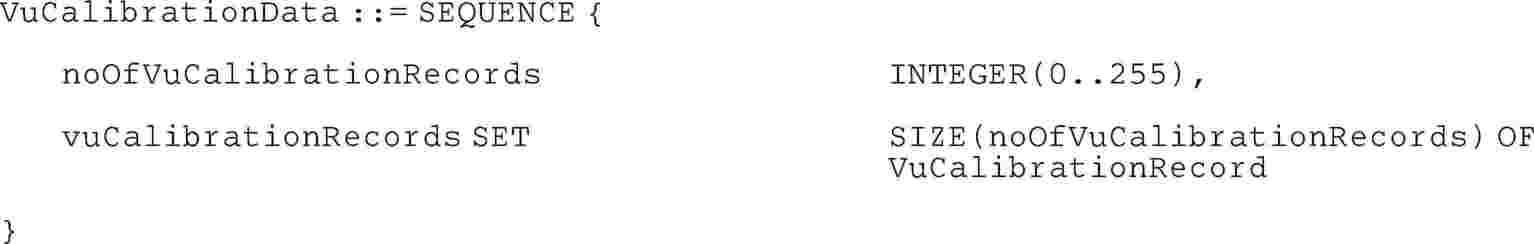 VuCalibrationData ::= SEQUENCE {
noOfVuCalibrationRecords INTEGER(0..255),
vuCalibrationRecords SET SIZE(noOfVuCalibrationRecords) OF
VuCalibrationRecord
}